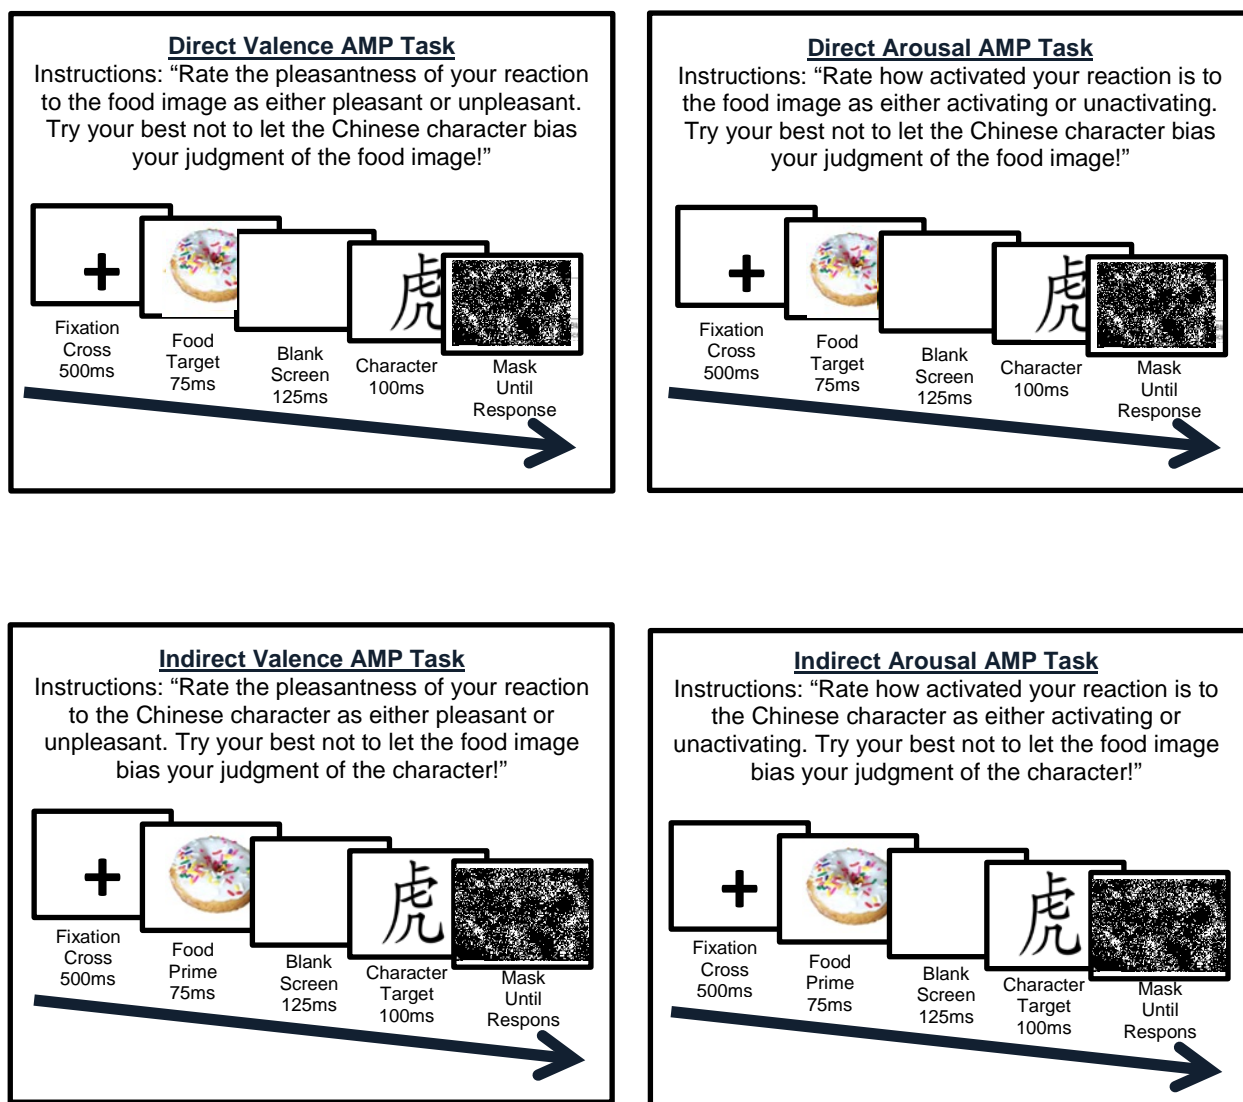 Direct Valence AMP Task
Instructions: “Rate the pleasantness of your reaction
to the food image as either pleasant or unpleasant.
Try your best not to let the Chinese character bias
your judgment of the food image!”
虎
Fixation
Cross
500ms
Food
Target
75ms
Blank
Screen
125ms
Character
100ms
Mask
Until
Response
Direct Arousal AMP Task
Instructions: “Rate how activated your reaction is to
the food image as either activating or unactivating.
Try your best not to let the Chinese character bias
your judgment of the food image!”
虎
Fixation
Cross
500ms
Food
Target
75ms
Blank
Screen
125ms
Character
100ms
Mask
Until
Response
Indirect Valence AMP Task
Instructions: “Rate the pleasantness of your reaction
to the Chinese character as either pleasant or
unpleasant. Try your best not to let the food image
bias your judgment of the character!”
虎
Fixation
Cross
500ms
Food
Prime
75ms
Blank
Screen
125ms
Character
Target
100ms
Mask
Until
Respons
Indirect Arousal AMP Task
Instructions: “Rate how activated your reaction is to
the Chinese character as either activating or
unactivating. Try your best not to let the food image
bias your judgment of the character!”
虎
Fixation
Cross
500ms
Food
Prime
75ms
Blank
Screen
125ms
Character
Target
100ms
Mask
Until
Respons